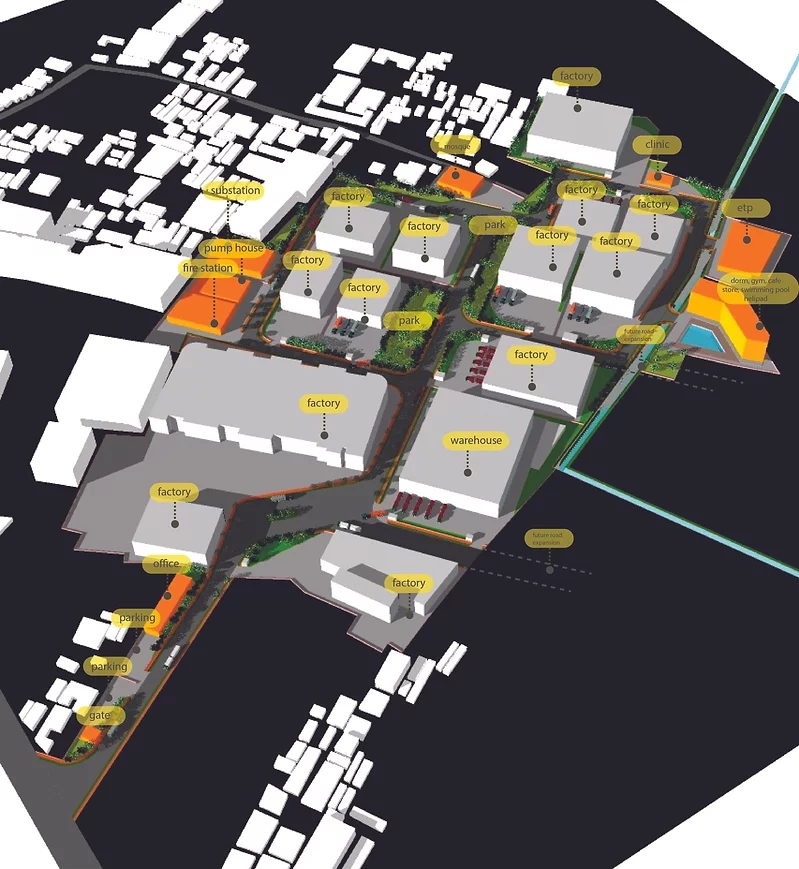 factory
mosque
clinic
substation
factory
factory
factory
factory
etp
park
pump house
factory
factory
fire station
factory
factory
dorm, gym, cafe
store, swimming pool
helipad
park
future road
expansion
factory
factory
warehouse
factory
future road
expansion
office
factory
parking
parking
gate